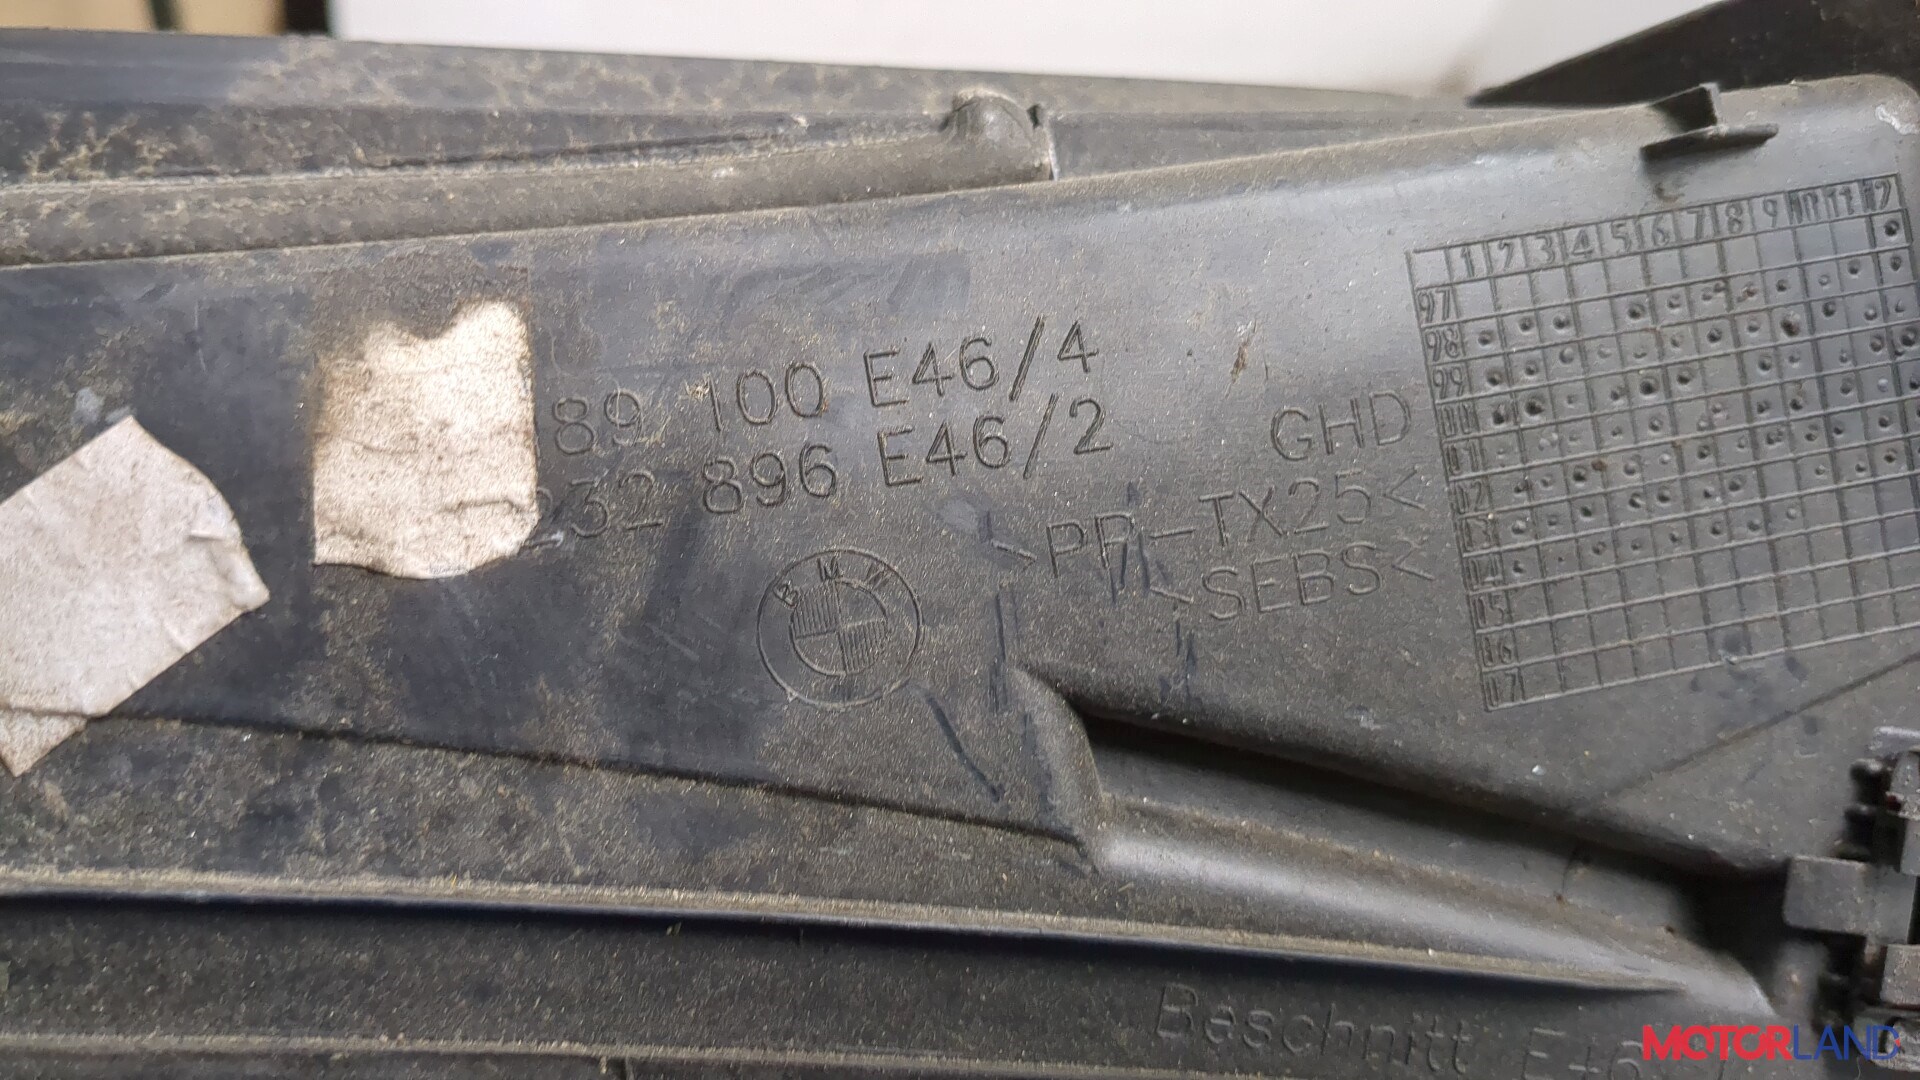 89 100 E46/4
232 896 E46/2
GHD
>PP-TX25<
>SEBS<
BMW
1 2 3 4 5 6 7 8 9 10 11 12
97
98
99
00
01
02
03
04
05
06
07
Beschnitt E46
MOTORLAND